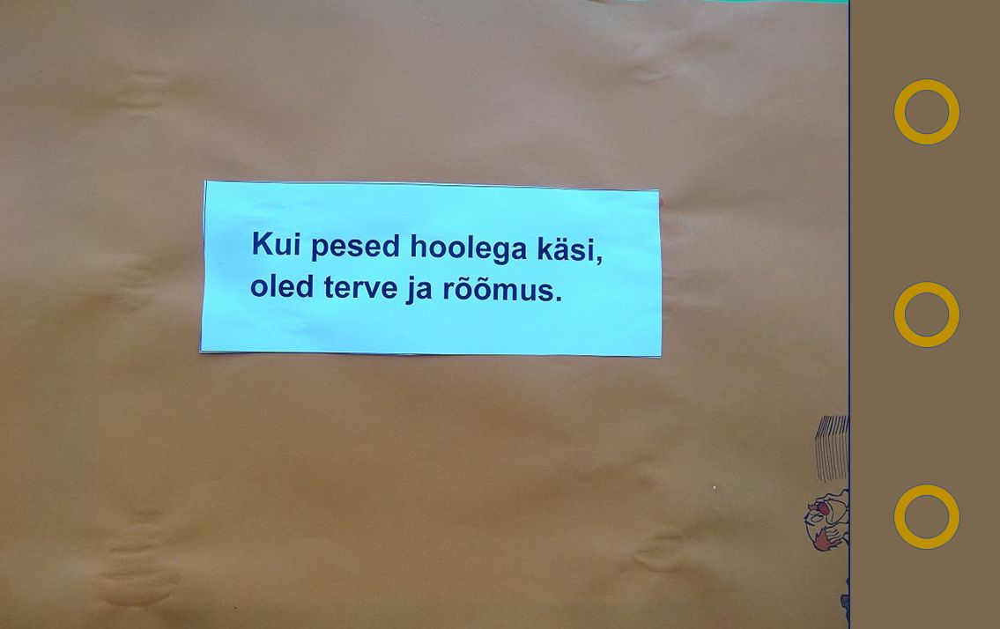 Kui pesed hoolega käsi,
oled terve ja rõõmus.